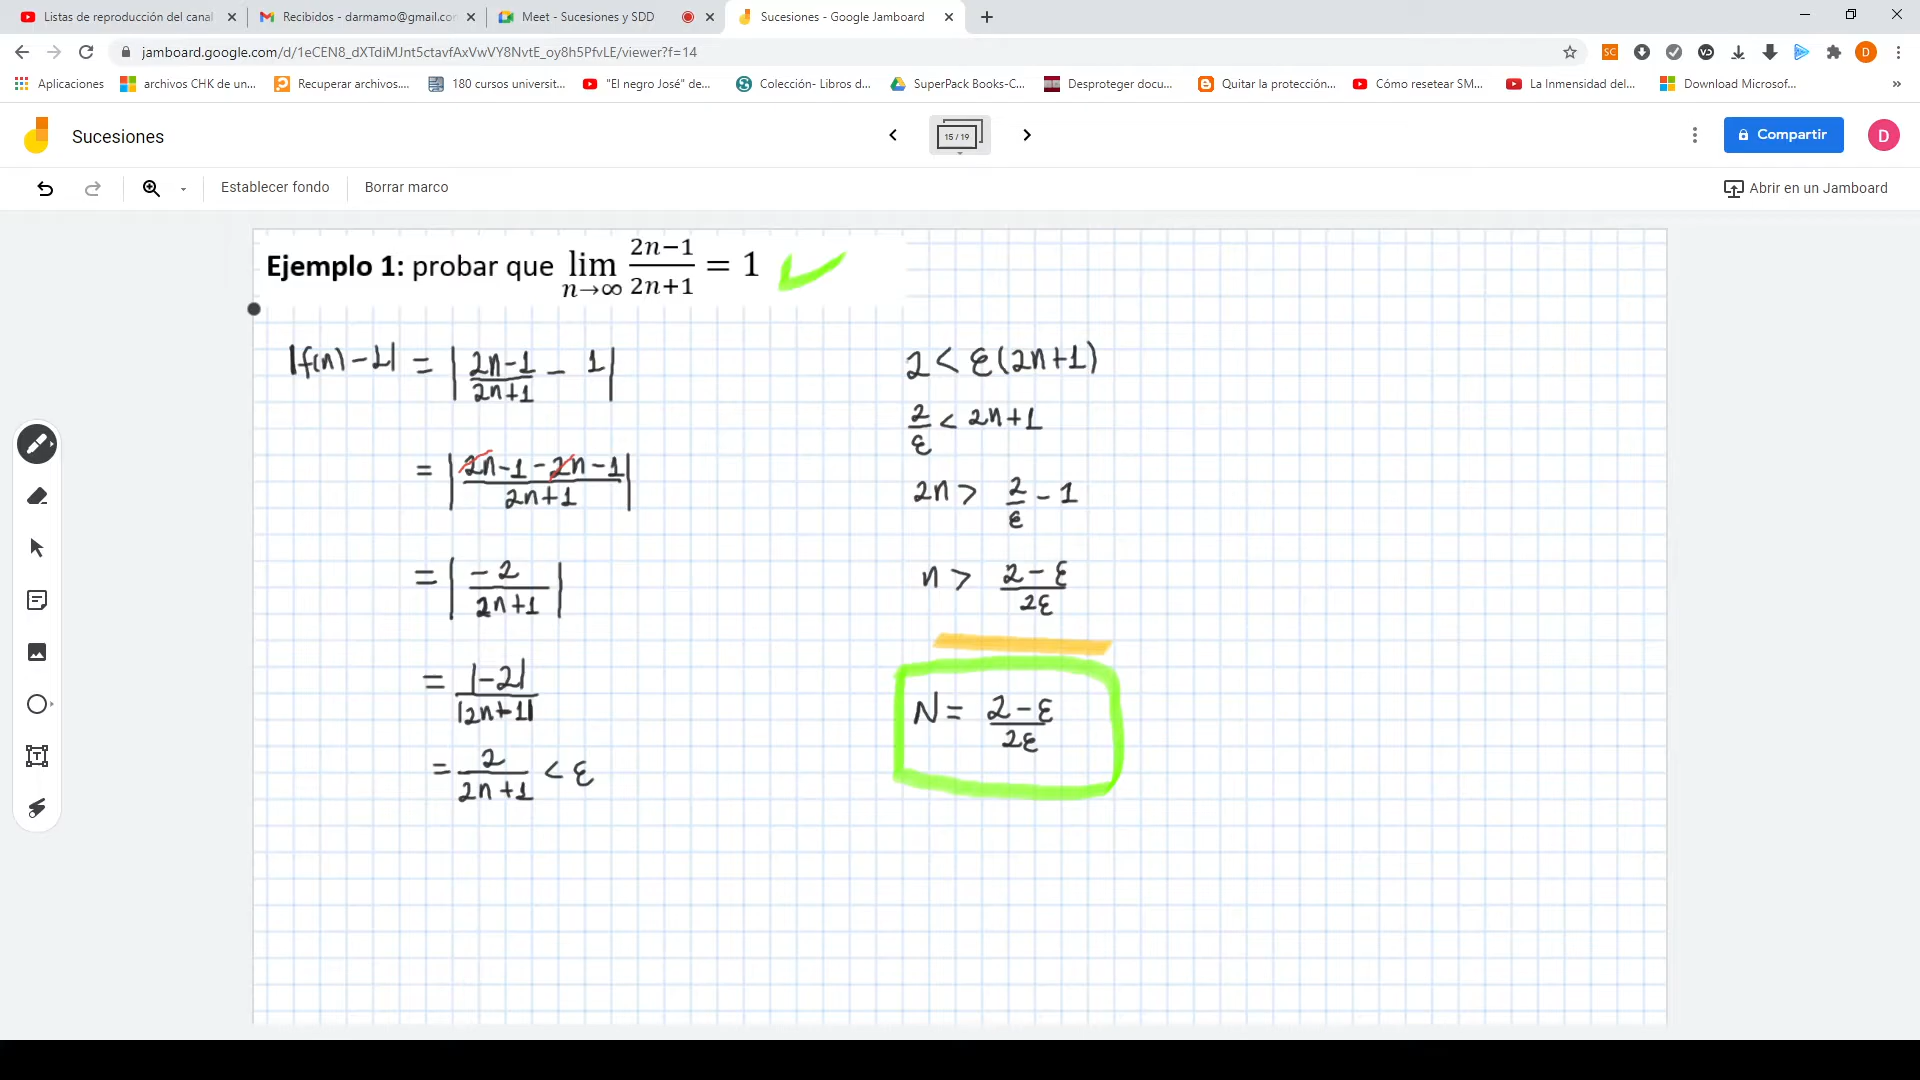 Listas de reproducción del canal
Recibidos - darmamo@gmail.co
Meet - Sucesiones y SDD
Sucesiones - Google Jamboard
jamboard.google.com/d/1eCEN8_dXTdiMJnt5ctavfAxVwVY8NvtE_oy8h5PfvLE/viewer?f=14
Aplicaciones
archivos CHK de un...
Recuperar archivos....
180 cursos universit...
"El negro José" de...
Colección- Libros d...
SuperPack Books-C...
Desproteger docu...
Quitar la protección...
Cómo resetear SM...
La Inmensidad del...
Download Microsof...
Sucesiones
15 / 19
Compartir
D
Establecer fondo
Borrar marco
Abrir en un Jamboard
Ejemplo 1: probar que lim n→∞ (2n−1)/(2n+1) = 1
|f(n) - L| = | (2n-1)/(2n+1) - 1 |
= | (2n-1-2n-1)/(2n+1) |
= | -2/(2n+1) |
= |-2|/|2n+1|
= 2/(2n+1) < ε
2 < ε(2n+1)
2/ε < 2n+1
2n > 2/ε - 1
n > (2-ε)/2ε
N = (2-ε)/2ε